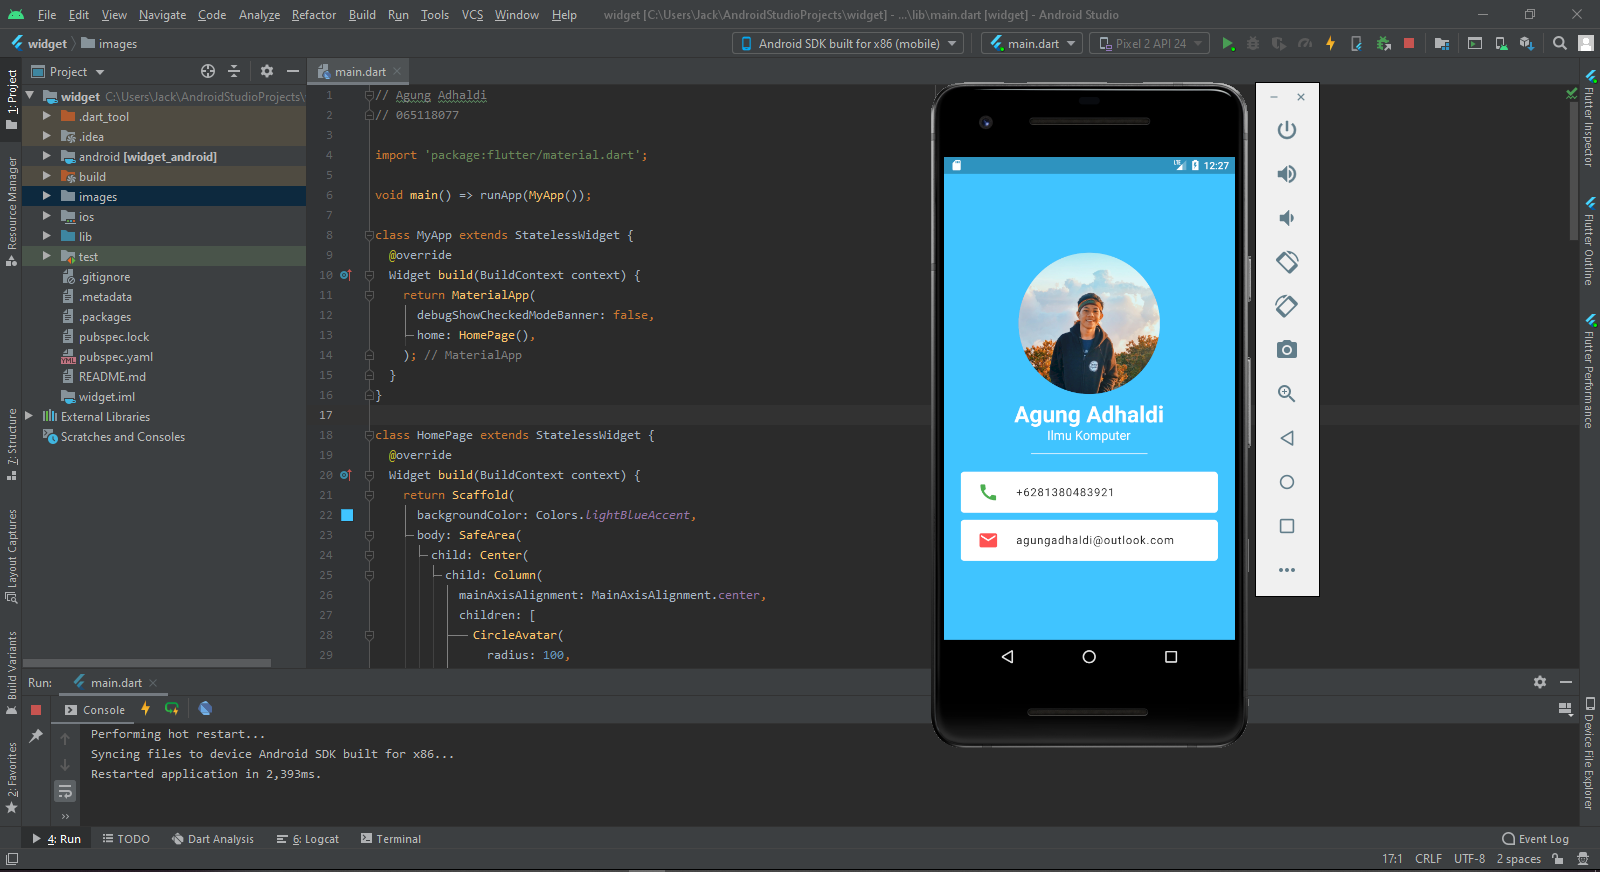 File Edit View Navigate Code Analyze Refactor Build Run Tools VCS Window Help widget [C:\Users\Jack\AndroidStudioProjects\widget] - ...\lib\main.dart [widget] - Android Studio
widget images Android SDK built for x86 (mobile) main.dart Pixel 2 API 24
Project main.dart
1: Project
Resource Manager
7: Structure
Layout Captures
Build Variants
2: Favorites
widget C:\Users\Jack\AndroidStudioProjects\
.dart_tool
.idea
android [widget_android]
build
images
ios
lib
test
.gitignore
.metadata
.packages
pubspec.lock
pubspec.yaml
README.md
widget.iml
External Libraries
Scratches and Consoles
1 // Agung Adhaldi
2 // 065118077
3
4 import 'package:flutter/material.dart';
5
6 void main() => runApp(MyApp());
7
8 class MyApp extends StatelessWidget {
9 @override
10 Widget build(BuildContext context) {
11 return MaterialApp(
12 debugShowCheckedModeBanner: false,
13 home: HomePage(),
14 ); // MaterialApp
15 }
16 }
17
18 class HomePage extends StatelessWidget {
19 @override
20 Widget build(BuildContext context) {
21 return Scaffold(
22 backgroundColor: Colors.lightBlueAccent,
23 body: SafeArea(
24 child: Center(
25 child: Column(
26 mainAxisAlignment: MainAxisAlignment.center,
27 children: [
28 CircleAvatar(
29 radius: 100,
LTE 12:27
Agung Adhaldi
Ilmu Komputer
+6281380483921
agungadhaldi@outlook.com
Flutter Inspector
Flutter Outline
Flutter Performance
Device File Explorer
Run: main.dart
Console
Performing hot restart...
Syncing files to device Android SDK built for x86...
Restarted application in 2,393ms.
4: Run TODO Dart Analysis 6: Logcat Terminal Event Log
17:1 CRLF UTF-8 2 spaces